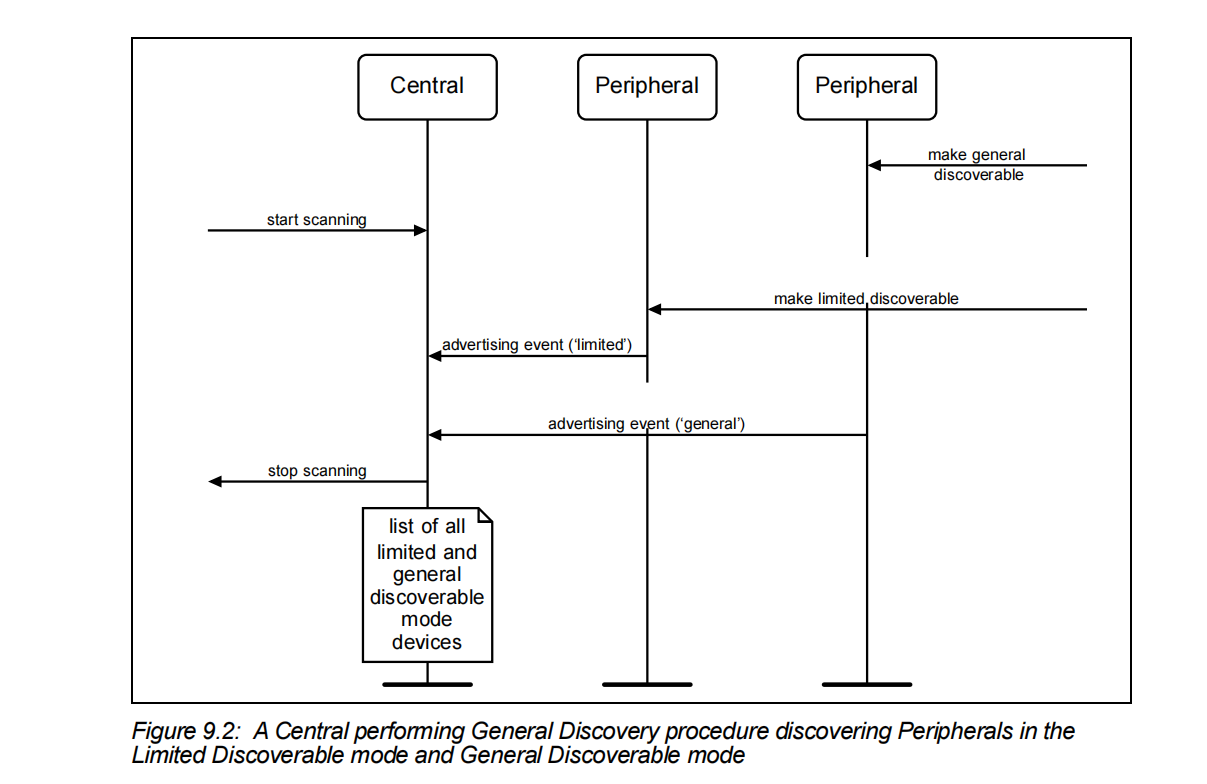 Central
Peripheral
Peripheral
make general
discoverable
start scanning
make limited discoverable
advertising event (‘limited’)
advertising event (‘general’)
stop scanning
list of all
limited and
general
discoverable
mode
devices
Figure 9.2:  A Central performing General Discovery procedure discovering Peripherals in the
Limited Discoverable mode and General Discoverable mode